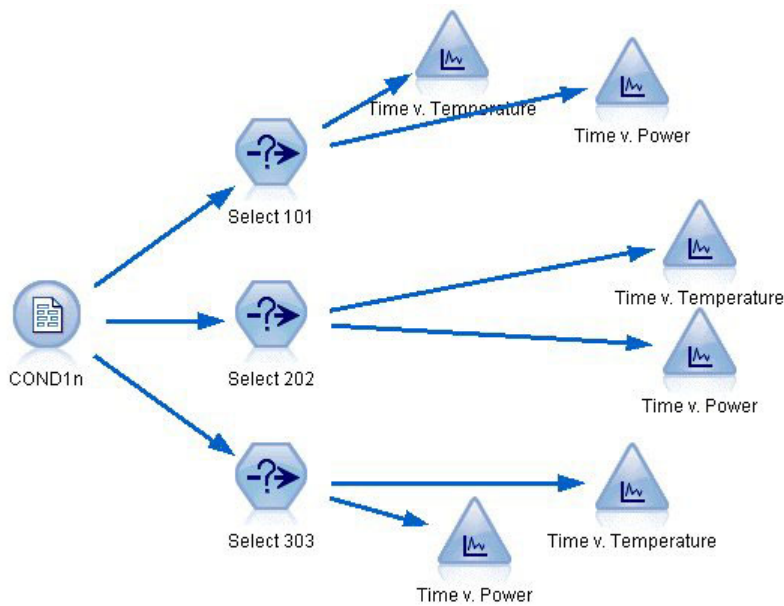 Time v. Temperature
Time v. Power
Select 101
Time v. Temperature
COND1n
Select 202
Time v. Power
Select 303
Time v. Temperature
Time v. Power